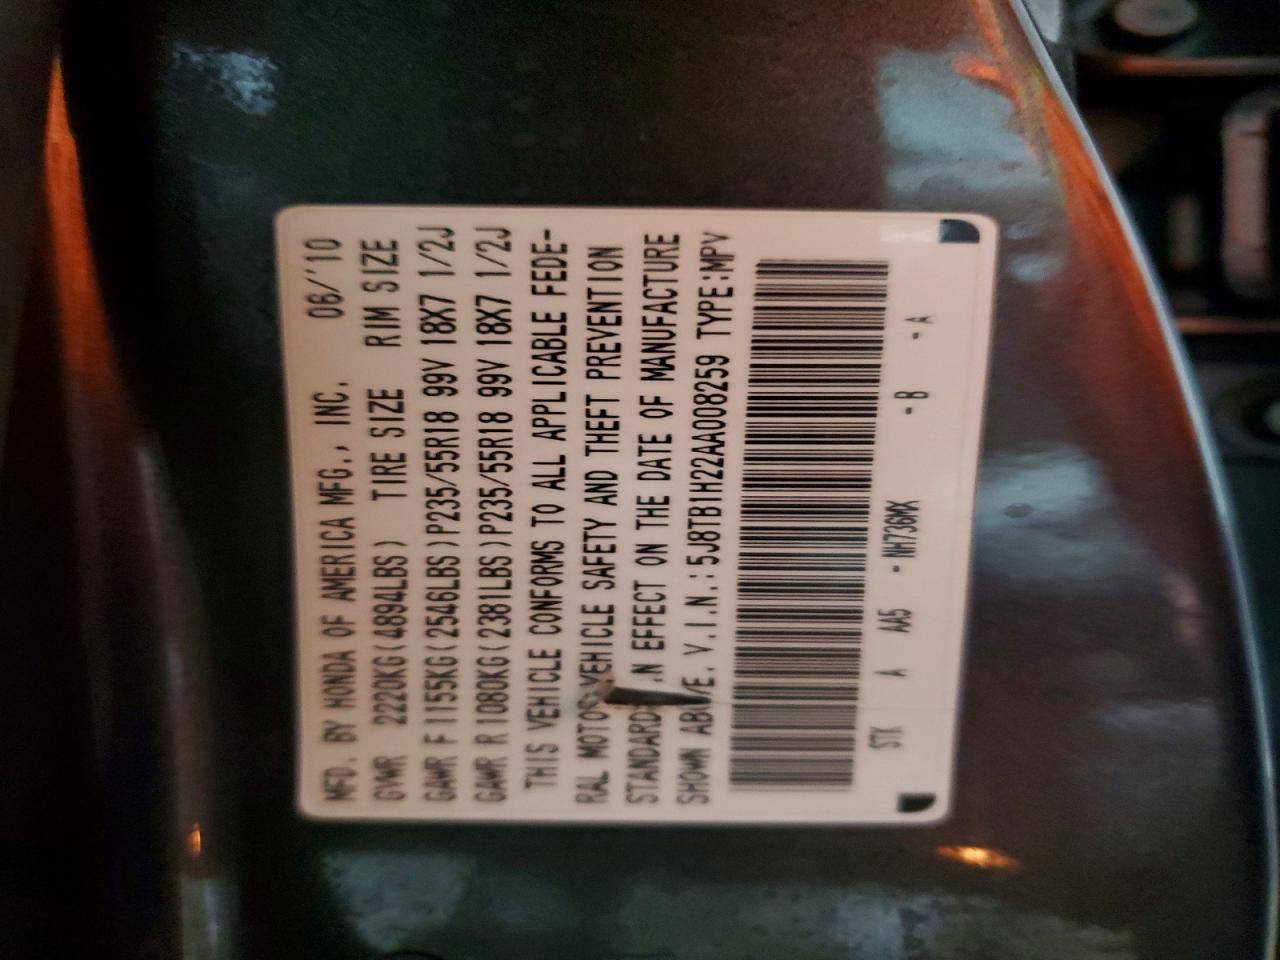 MFD. BY HONDA OF AMERICA MFG., INC. 06/'10
GVWR 2220KG(4894LBS) TIRE SIZE RIM SIZE
GAWR F 1155KG(2546LBS)P235/55R18 99V 18X7 1/2J
GAWR R 1080KG(2381LBS)P235/55R18 99V 18X7 1/2J
THIS VEHICLE CONFORMS TO ALL APPLICABLE FEDE-
RAL MOTOR VEHICLE SAFETY AND THEFT PREVENTION
STANDARD IN EFFECT ON THE DATE OF MANUFACTURE
SHOWN ABOVE. V.I.N.:5J8TB1H22AA008259 TYPE:MPV
STK A AA5 -NH736MX -B -A